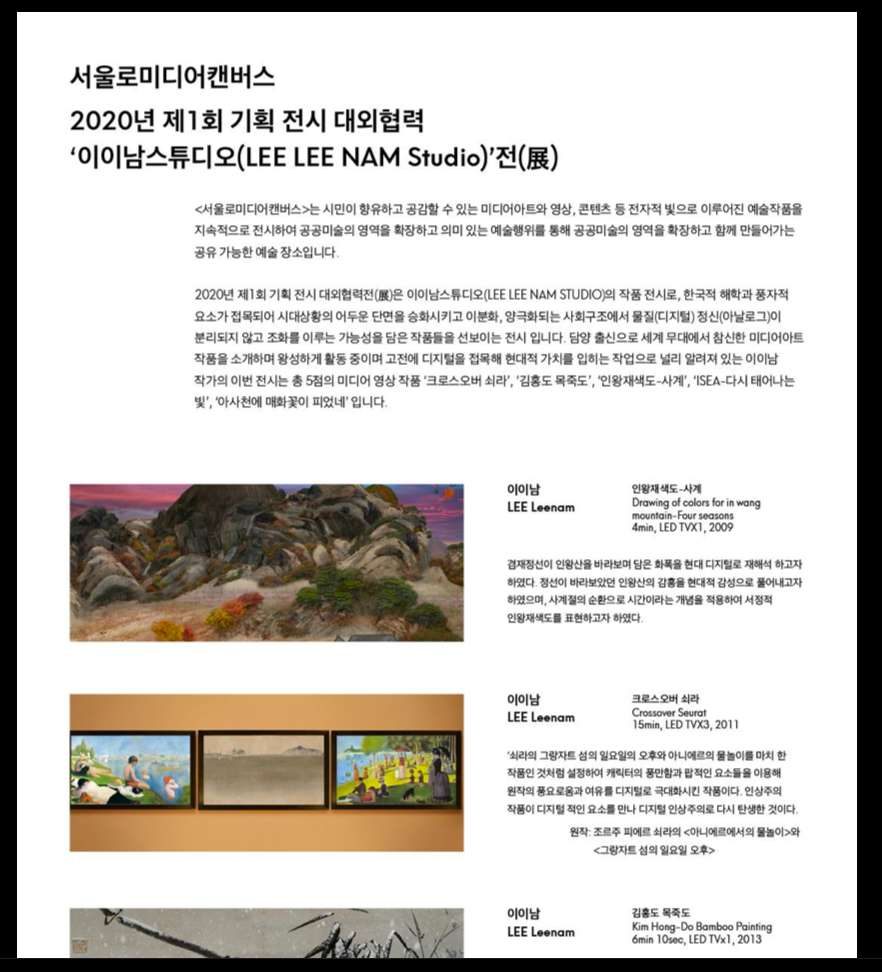 서울로미디어캔버스
2020년 제1회 기획 전시 대외협력
‘이이남스튜디오(LEE LEE NAM Studio)’전(展)
<서울로미디어캔버스>는 시민이 향유하고 공감할 수 있는 미디어아트와 영상, 콘텐츠 등 전자적 빛으로 이루어진 예술작품을
지속적으로 전시하여 공공미술의 영역을 확장하고 의미 있는 예술행위를 통해 공공미술의 영역을 확장하고 함께 만들어가는
공유 가능한 예술 장소입니다.
2020년 제1회 기획 전시 대외협력전(展)은 이이남스튜디오(LEE LEE NAM STUDIO)의 작품 전시로, 한국적 해학과 풍자적
요소가 접목되어 시대상황의 어두운 단면을 승화시키고 이분화, 양극화되는 사회구조에서 물질(디지털) 정신(아날로그)이
분리되지 않고 조화를 이루는 가능성을 담은 작품들을 선보이는 전시 입니다. 담양 출신으로 세계 무대에서 참신한 미디어아트
작품을 소개하며 왕성하게 활동 중이며 고전에 디지털을 접목해 현대적 가치를 입히는 작업으로 널리 알려져 있는 이이남
작가의 이번 전시는 총 5점의 미디어 영상 작품 ‘크로스오버 쇠라’, ‘김홍도 묵죽도’, ‘인왕재색도-사계’, ‘ISEA-다시 태어나는
빛’, ‘아사천에 매화꽃이 피었네’ 입니다.
이이남
LEE Leenam
인왕재색도-사계
Drawing of colors for in wang
mountain-Four seasons
4min, LED TVX1, 2009
겸재정선이 인왕산을 바라보며 담은 화폭을 현대 디지털로 재해석 하고자
하였다. 정선이 바라보았던 인왕산의 감흥을 현대적 감성으로 풀어내고자
하였으며, 사계절의 순환으로 시간이라는 개념을 적용하여 서정적
인왕재색도를 표현하고자 하였다.
이이남
LEE Leenam
크로스오버 쇠라
Crossover Seurat
15min, LED TVX3, 2011
‘쇠라의 그랑자트 섬의 일요일의 오후와 아니에르의 물놀이를 마치 한
작품인 것처럼 설정하여 캐릭터의 풍만함과 팝적인 요소들을 이용해
원작의 풍요로움과 여유를 디지털로 극대화시킨 작품이다. 인상주의
작품이 디지털 적인 요소를 만나 디지털 인상주의로 다시 탄생한 것이다.
원작: 조르주 피에르 쇠라의 <아니에르에서의 물놀이>와
<그랑자트 섬의 일요일 오후>
이이남
LEE Leenam
김홍도 묵죽도
Kim Hong-Do Bamboo Painting
6min 10sec, LED TVx1, 2013